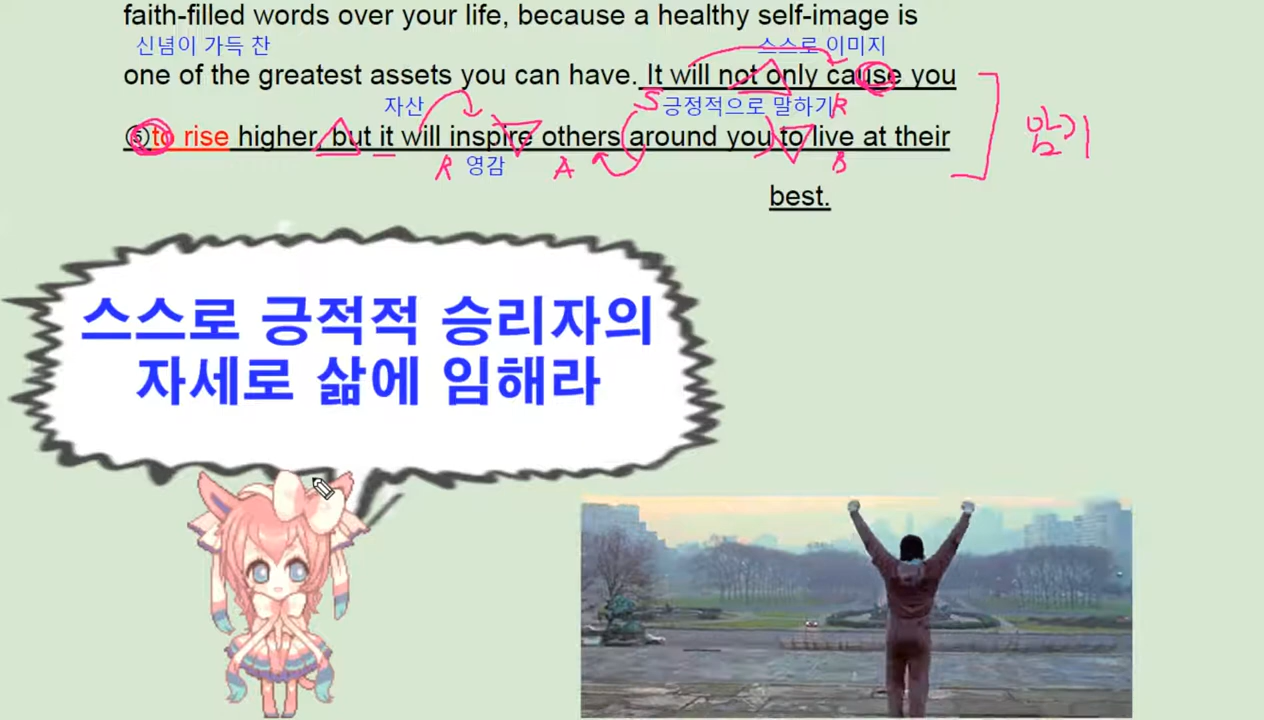 faith-filled words over your life, because a healthy self-image is
신념이 가득 찬 스스로 이미지
one of the greatest assets you can have. It will not only cause you
자산 S 긍정적으로 말하기 R
⑤to rise higher, but it will inspire others around you to live at their
암기
R 영감 A B
best.
스스로 긍적적 승리자의
자세로 삶에 임해라